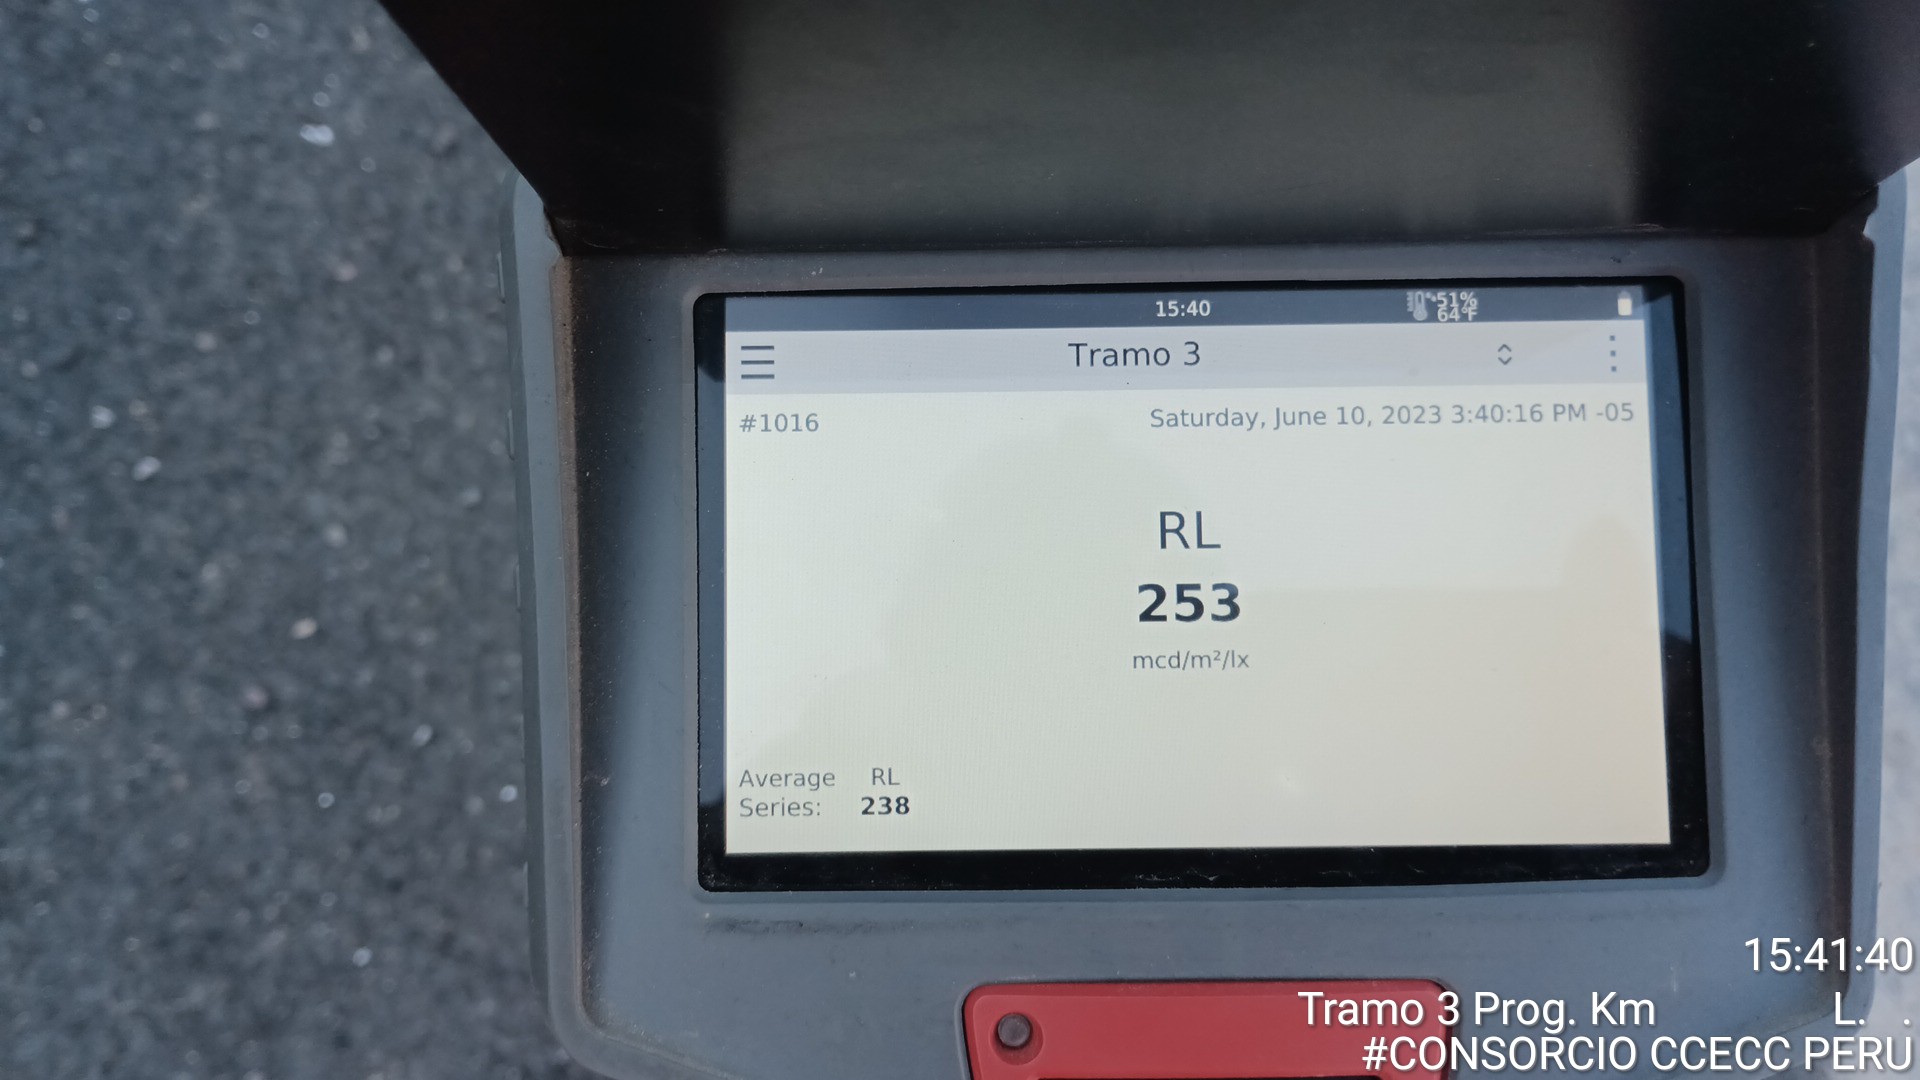 15:40
51%
64°F
Tramo 3
#1016
Saturday, June 10, 2023 3:40:16 PM -05
RL
253
mcd/m²/lx
Average RL
Series: 238
15:41:40
Tramo 3 Prog. Km L. .
#CONSORCIO CCECC PERU